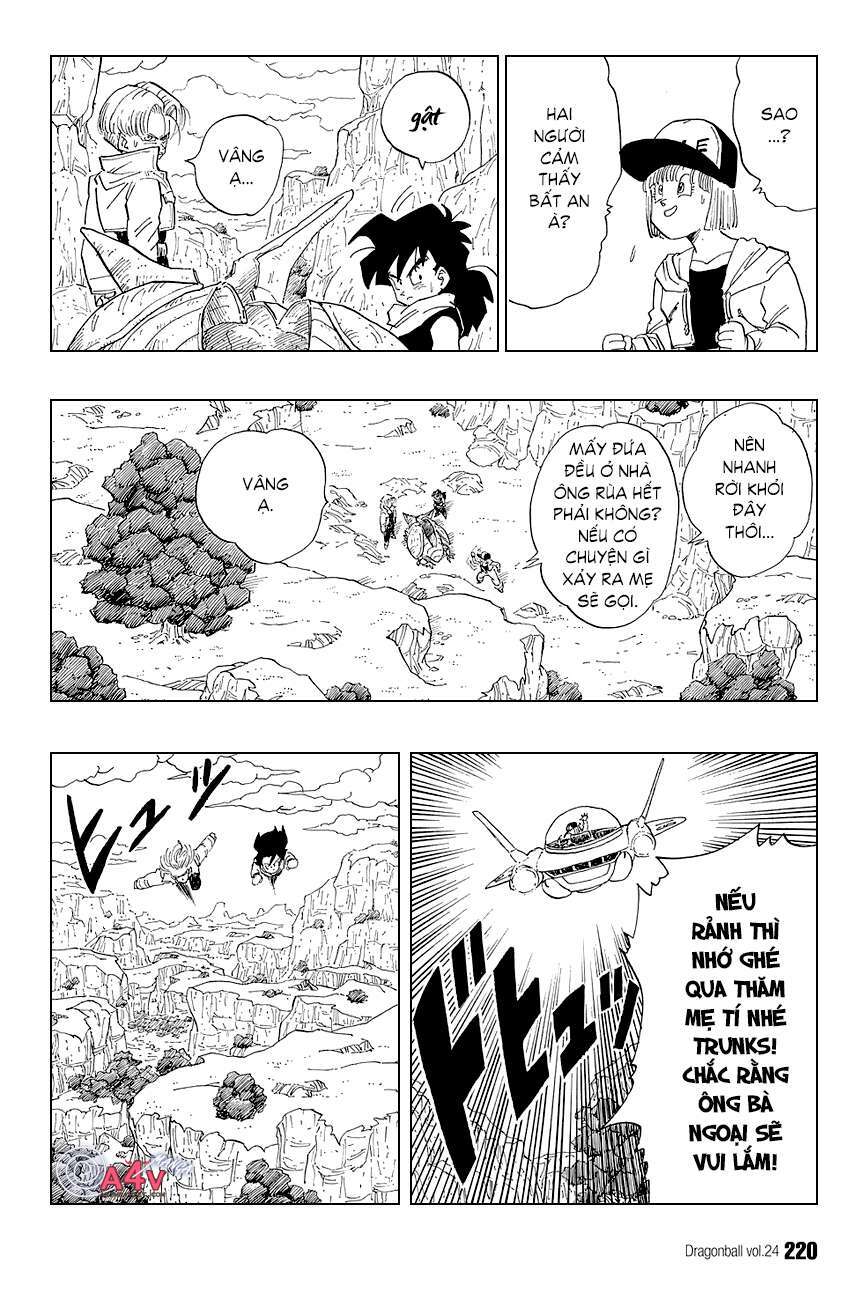 SAO
...?
HAI
NGƯỜI
CẢM
THẤY
BẤT AN
À?
gật
VÂNG
Ạ...
NÊN
NHANH
RỜI KHỎI
ĐÂY
THÔI...
MẤY ĐỨA
ĐỀU Ở NHÀ
ÔNG RÙA HẾT
PHẢI KHÔNG?
NẾU CÓ
CHUYỆN GÌ
XẢY RA MẸ
SẼ GỌI.
VÂNG
Ạ.
NẾU
RẢNH THÌ
NHỚ GHÉ
QUA THĂM
MẸ TÍ NHÉ
TRUNKS!
CHẮC RẰNG
ÔNG BÀ
NGOẠI SẼ
VUI LẮM!
ドヒュッ
ヒュッ
A4V
Dragonball vol.24 220